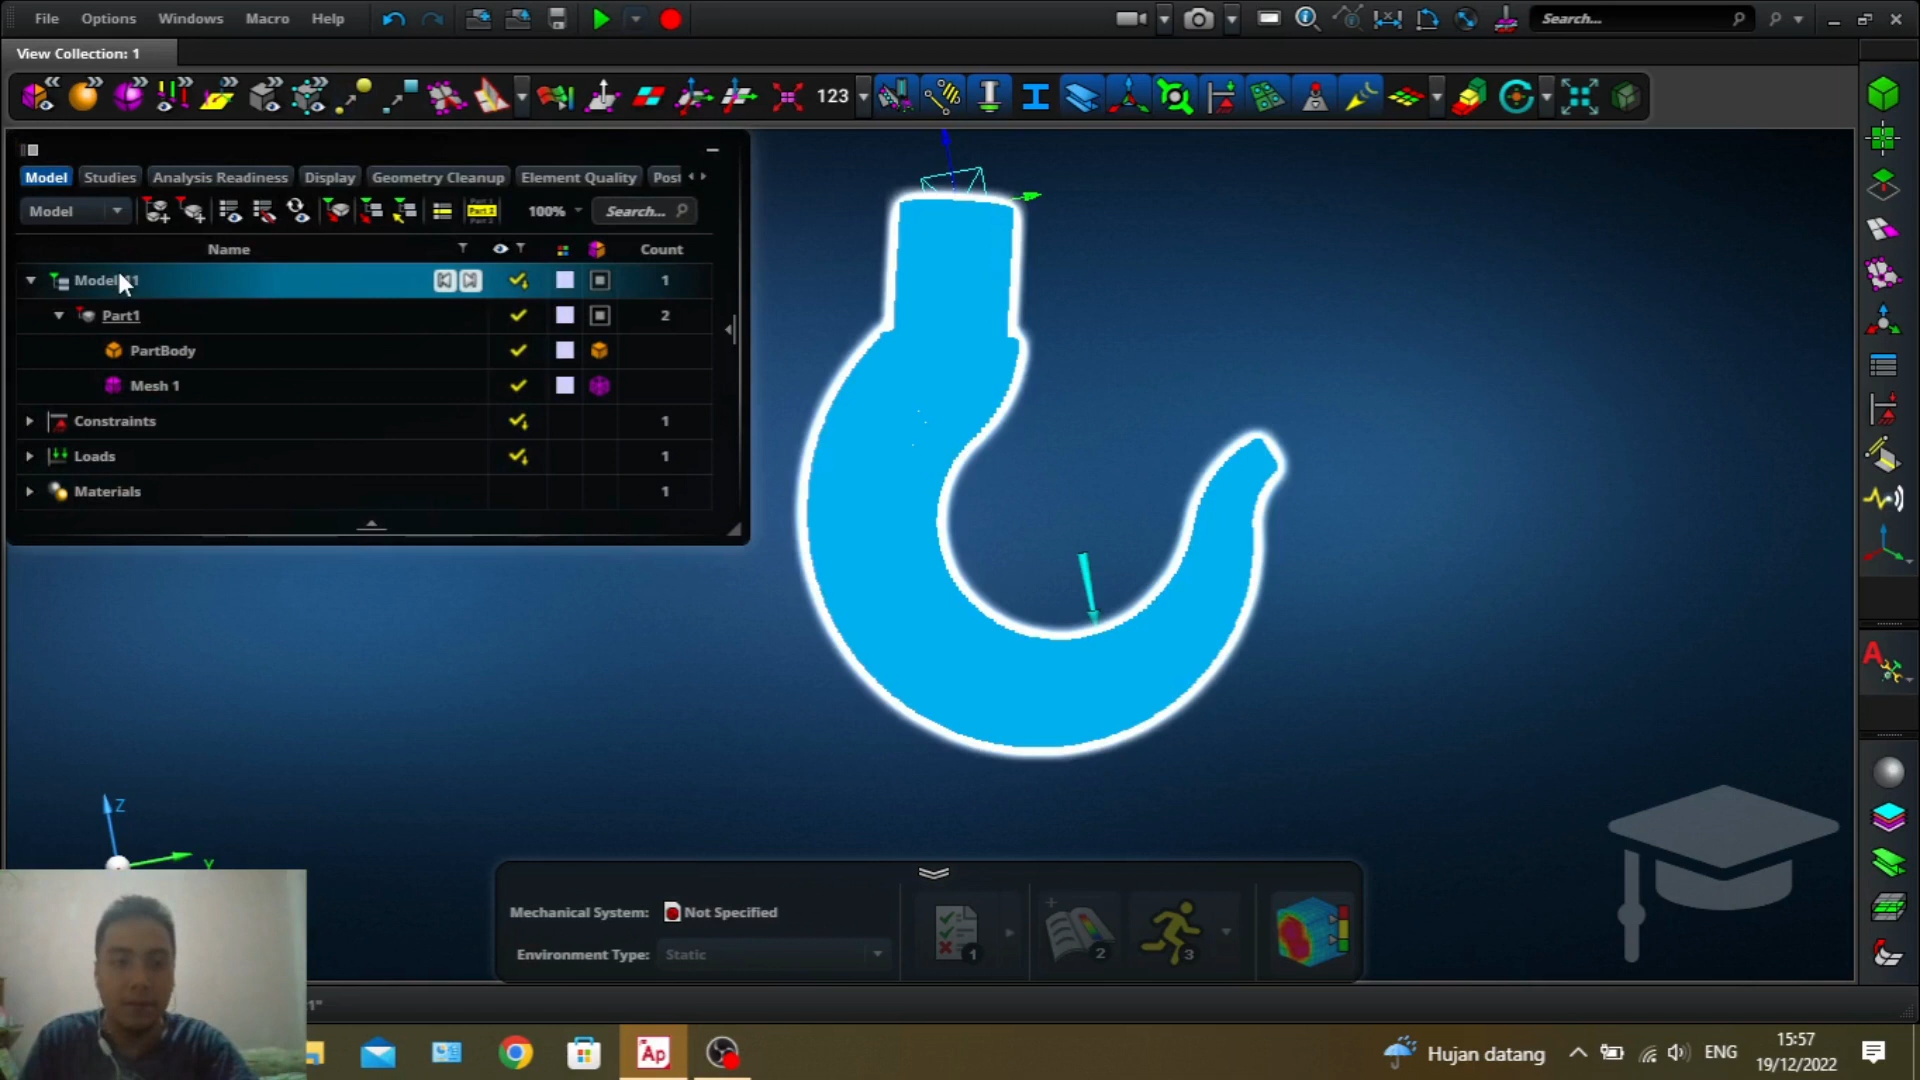 File Options Windows Macro Help Search...
View Collection: 1
123
Model Studies Analysis Readiness Display Geometry Cleanup Element Quality Post
Model 100% Search...
Name Count
1
Part1 2
PartBody
Mesh 1
Constraints 1
Loads 1
Materials 1
Z
Y
Mechanical System: Not Specified
Environment Type: Static
1 2 3
A
1"
Ap
Hujan datang ENG 15:57
19/12/2022